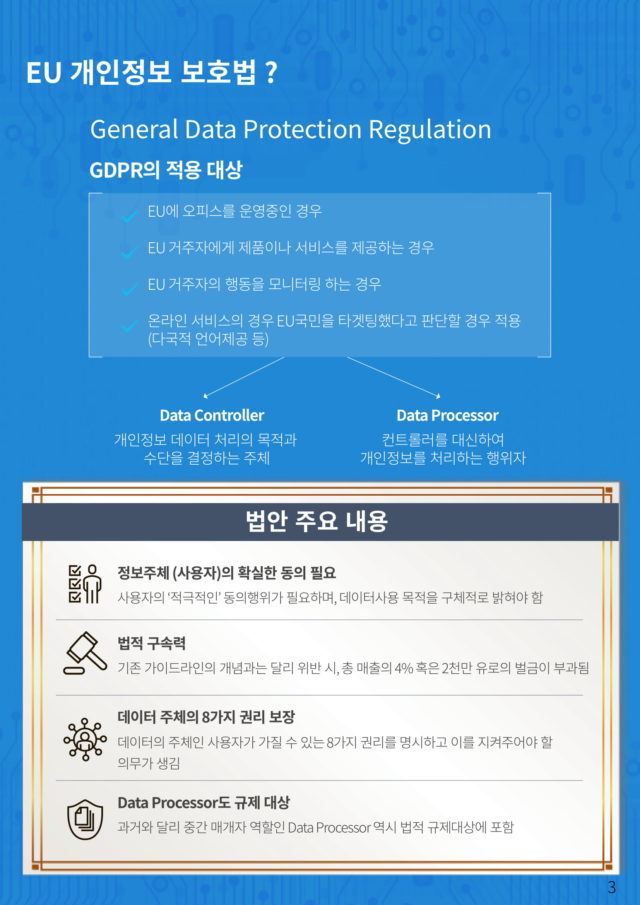 EU 개인정보 보호법 ?
General Data Protection Regulation
GDPR의 적용 대상
EU에 오피스를 운영중인 경우
EU 거주자에게 제품이나 서비스를 제공하는 경우
EU 거주자의 행동을 모니터링 하는 경우
온라인 서비스의 경우 EU국민을 타겟팅했다고 판단할 경우 적용
(다국적 언어제공 등)
Data Controller
개인정보 데이터 처리의 목적과
수단을 결정하는 주체
Data Processor
컨트롤러를 대신하여
개인정보를 처리하는 행위자
법안 주요 내용
정보주체 (사용자)의 확실한 동의 필요
사용자의 ‘적극적인’ 동의행위가 필요하며, 데이터사용 목적을 구체적로 밝혀야 함
법적 구속력
기존 가이드라인의 개념과는 달리 위반 시, 총 매출의 4% 혹은 2천만 유로의 벌금이 부과됨
데이터 주체의 8가지 권리 보장
데이터의 주체인 사용자가 가질 수 있는 8가지 권리를 명시하고 이를 지켜주어야 할
의무가 생김
Data Processor도 규제 대상
과거와 달리 중간 매개자 역할인 Data Processor 역시 법적 규제대상에 포함
3